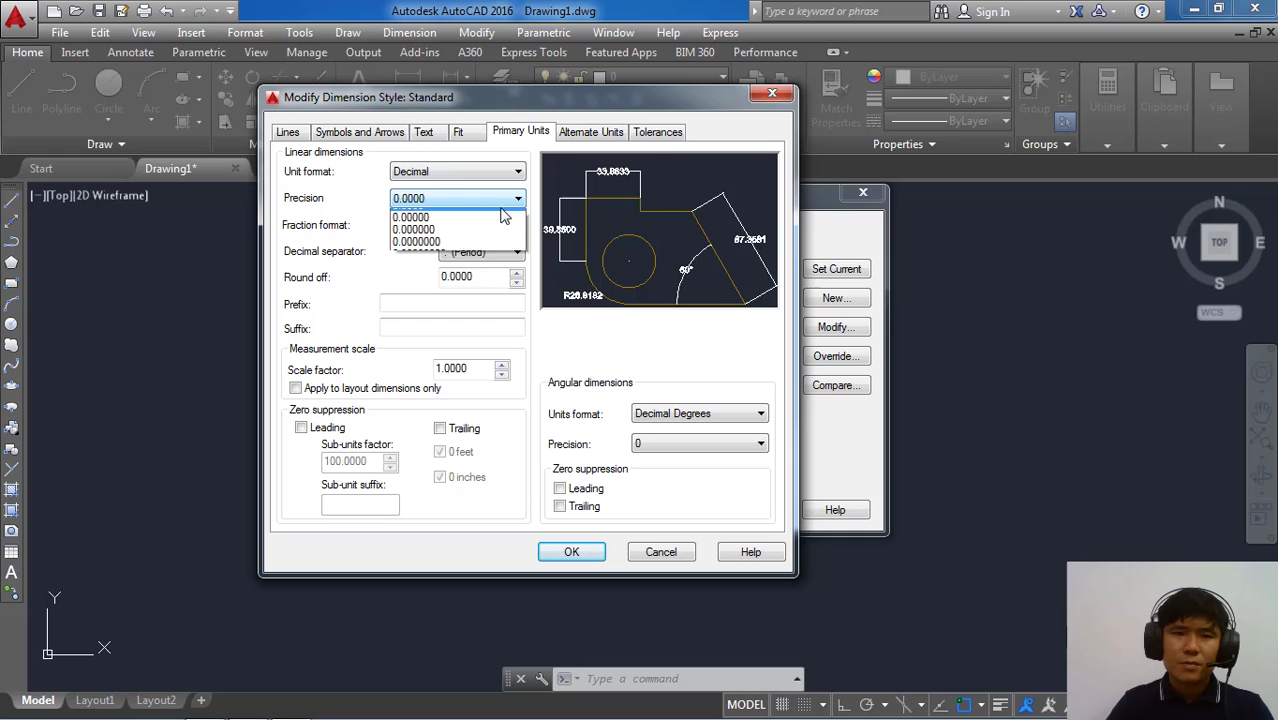 Autodesk AutoCAD 2016 Drawing1.dwg
Type a keyword or phrase
Sign In
File Edit View Insert Format Tools Draw Dimension Modify Parametric Window Help Express
Home Insert Annotate Parametric View Manage Output Add-ins A360 Express Tools Featured Apps BIM 360 Performance
Line Polyline Circle Arc
Match
Properties
ByLayer
ByLayer
ByLayer
Group Utilities Clipboard View
Draw Properties Groups
Start Drawing1*
[−][Top][2D Wireframe]
Modify Dimension Style: Standard
Lines Symbols and Arrows Text Fit Primary Units Alternate Units Tolerances
Linear dimensions
Unit format: Decimal
Precision 0.0000
0.00000
0.000000
0.0000000
Fraction format:
Decimal separator: '.' (Period)
Round off: 0.0000
Prefix:
Suffix:
Measurement scale
Scale factor: 1.0000
Apply to layout dimensions only
Zero suppression
Leading Trailing
Sub-units factor: 0 feet
100.0000
Sub-unit suffix: 0 inches
60°
Angular dimensions
Units format: Decimal Degrees
Precision: 0
Zero suppression
Leading
Trailing
OK Cancel Help
Set Current
New...
Modify...
Override...
Compare...
Help
N
W TOP E
S
WCS
Y
X
Type a command
Model Layout1 Layout2 +
MODEL